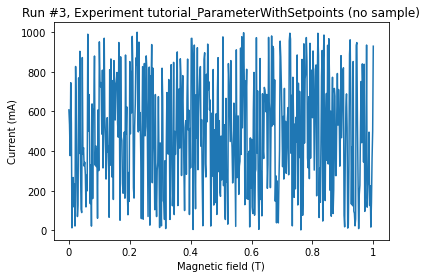 Run #3, Experiment tutorial_ParameterWithSetpoints (no sample)
1000
800
600
400
200
0
Current (mA)
0 0.2 0.4 0.6 0.8 1
Magnetic field (T)